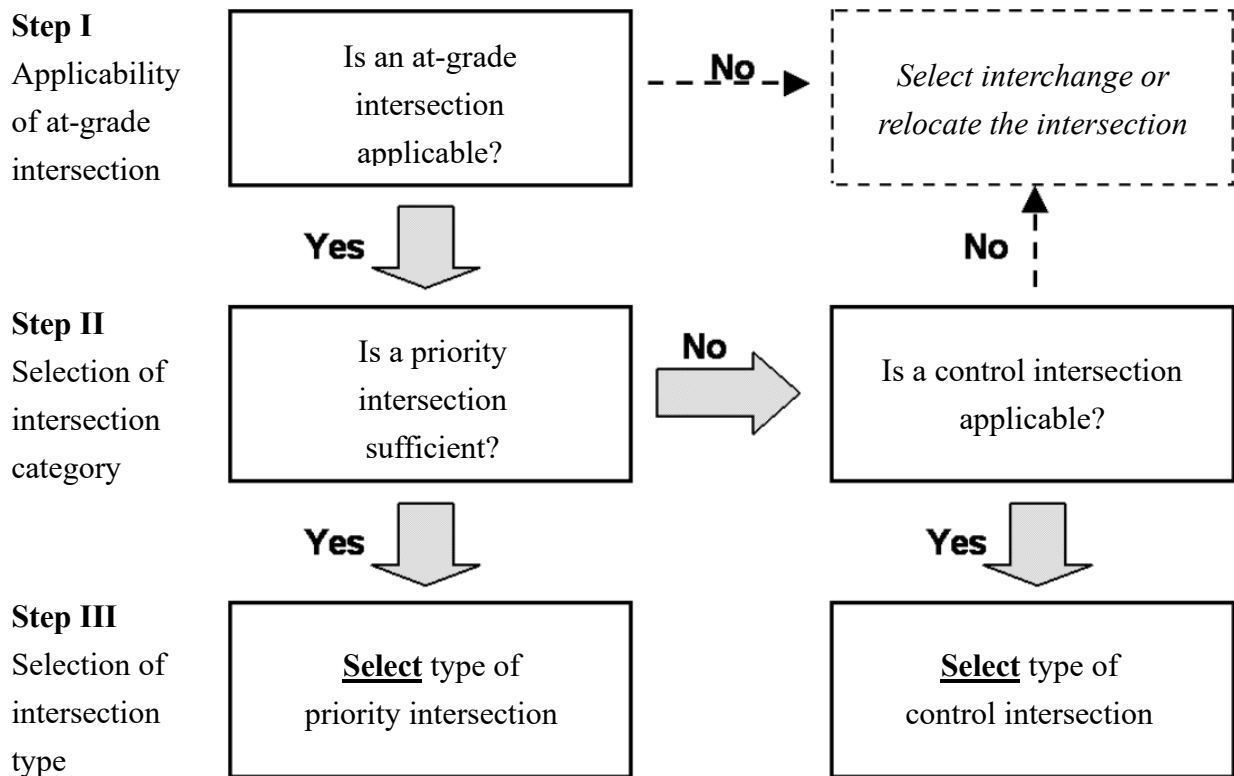 Step I
Applicability
of at-grade
intersection
Is an at-grade
intersection
applicable?
No
Select interchange or
relocate the intersection
Yes
No
Step II
Selection of
intersection
category
Is a priority
intersection
sufficient?
No
Is a control intersection
applicable?
Yes
Yes
Step III
Selection of
intersection
type
Select type of
priority intersection
Select type of
control intersection